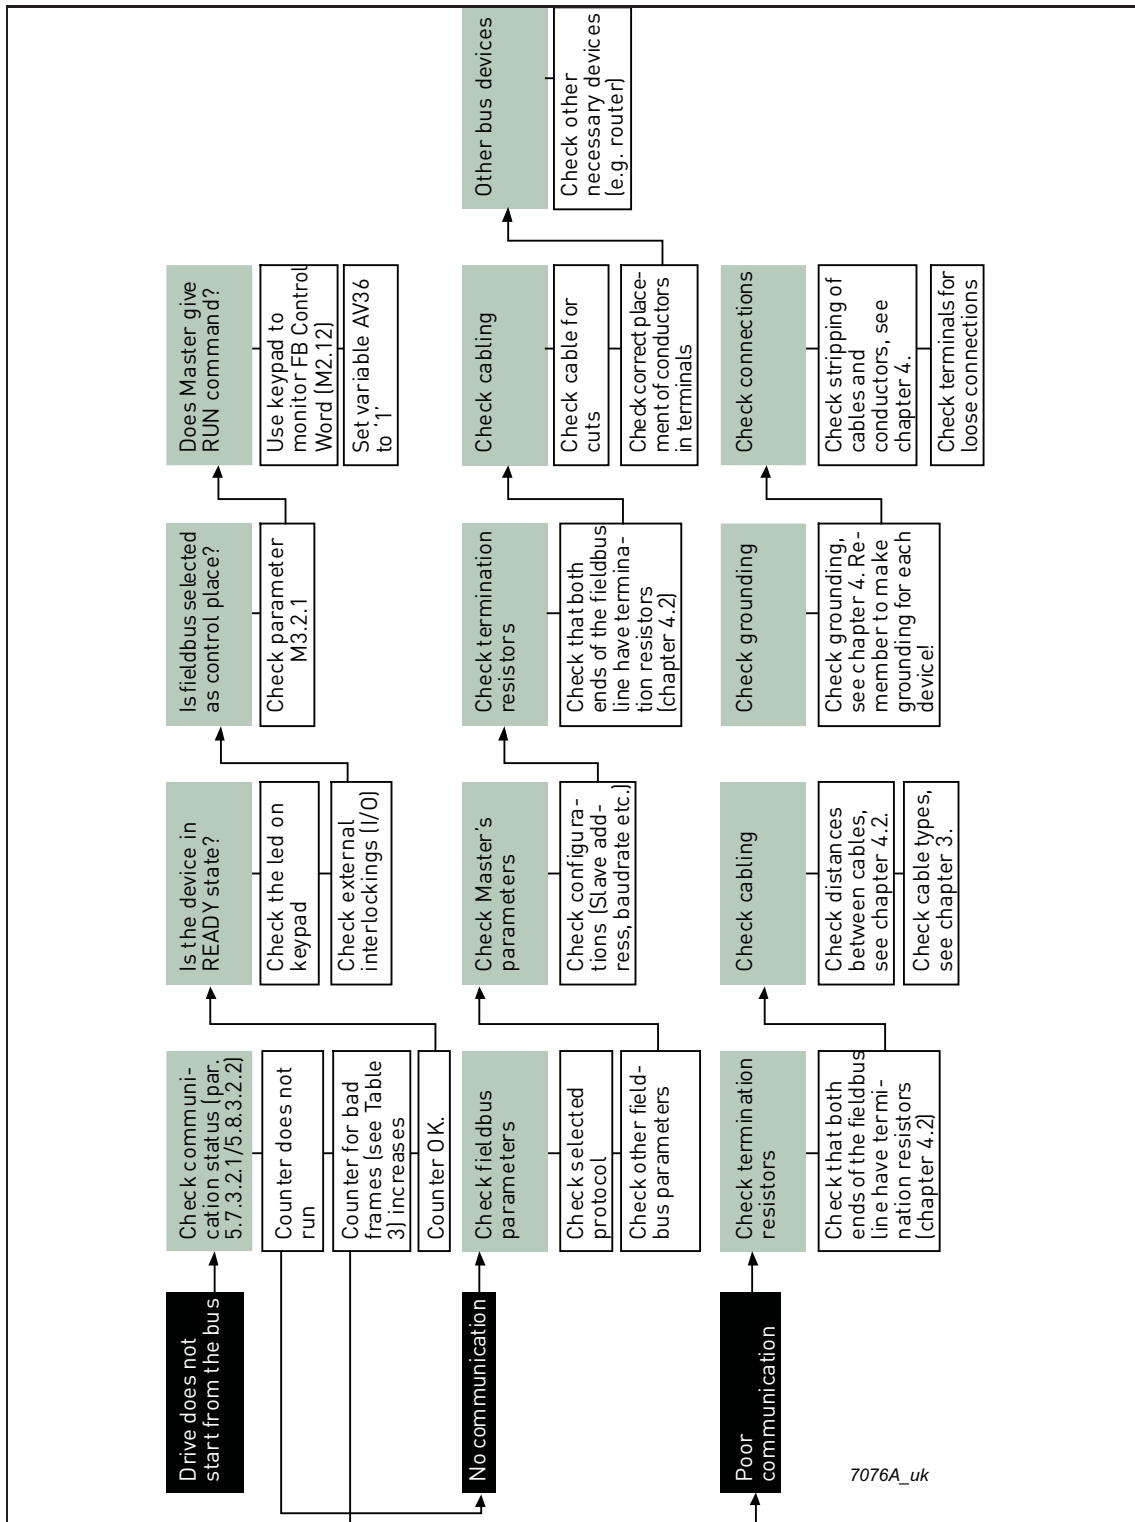 Drive does not
start from the bus
Check communi-
cation status (par.
5.7.3.2.1/5.8.3.2.2)
Counter does not
run
Counter for bad
frames (see Table
3) increases
Counter OK.
Is the device in
READY state?
Check the led on
keypad
Check external
interlockings (I/O)
Is fieldbus selected
as control place?
Check parameter
M3.2.1
Does Master give
RUN command?
Use keypad to
monitor FB Control
Word (M2.12)
Set variable AV36
to ‘1’
No communication
Check fieldbus
parameters
Check selected
protocol
Check other field-
bus parameters
Check Master’s
parameters
Check configura-
tions (Slave add-
ress, baudrate etc.)
Check termination
resistors
Check that both
ends of the fieldbus
line have termina-
tion resistors
(chapter 4.2)
Check cabling
Check cable for
cuts
Check correct place-
ment of conductors
in terminals
Other bus devices
Check other
necessary devices
(e.g. router)
Poor
communication
Check termination
resistors
Check that both
ends of the fieldbus
line have termi-
nation resistors
(chapter 4.2)
Check cabling
Check distances
between cables,
see chapter 4.2.
Check cable types,
see chapter 3.
Check grounding
Check grounding,
see chapter 4. Re-
member to make
grounding for each
device!
Check connections
Check stripping of
cables and
conductors, see
chapter 4.
Check terminals for
loose connections
7076A_uk